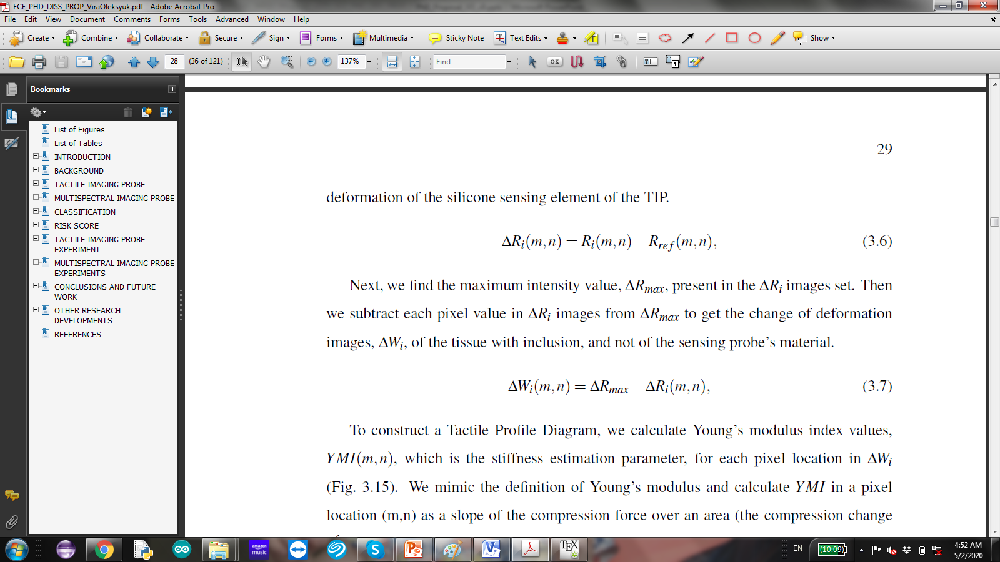 ECE_PHD_DISS_PROP_ViraOleksyuk.pdf - Adobe Acrobat Pro
File Edit View Document Comments Forms Tools Advanced Window Help
Create Combine Collaborate Secure Sign Forms Multimedia Sticky Note Text Edits Show
28 (36 of 121) 137% Find OK
Bookmarks
List of Figures
List of Tables
INTRODUCTION
BACKGROUND
TACTILE IMAGING PROBE
MULTISPECTRAL IMAGING PROBE
CLASSIFICATION
RISK SCORE
TACTILE IMAGING PROBE
EXPERIMENT
MULTISPECTRAL IMAGING PROBE
EXPERIMENTS
CONCLUSIONS AND FUTURE
WORK
OTHER RESEARCH
DEVELOPMENTS
REFERENCES
29
deformation of the silicone sensing element of the TIP.
ΔR_i(m,n) = R_i(m,n) − R_ref(m,n), (3.6)
Next, we find the maximum intensity value, ΔR_max, present in the ΔR_i images set. Then
we subtract each pixel value in ΔR_i images from ΔR_max to get the change of deformation
images, ΔW_i, of the tissue with inclusion, and not of the sensing probe's material.
ΔW_i(m,n) = ΔR_max − ΔR_i(m,n), (3.7)
To construct a Tactile Profile Diagram, we calculate Young's modulus index values,
YMI(m,n), which is the stiffness estimation parameter, for each pixel location in ΔW_i
(Fig. 3.15). We mimic the definition of Young's modulus and calculate YMI in a pixel
location (m,n) as a slope of the compression force over an area (the compression change
amazon
music
TEX
EN
(10:09)
4:52 AM
5/2/2020